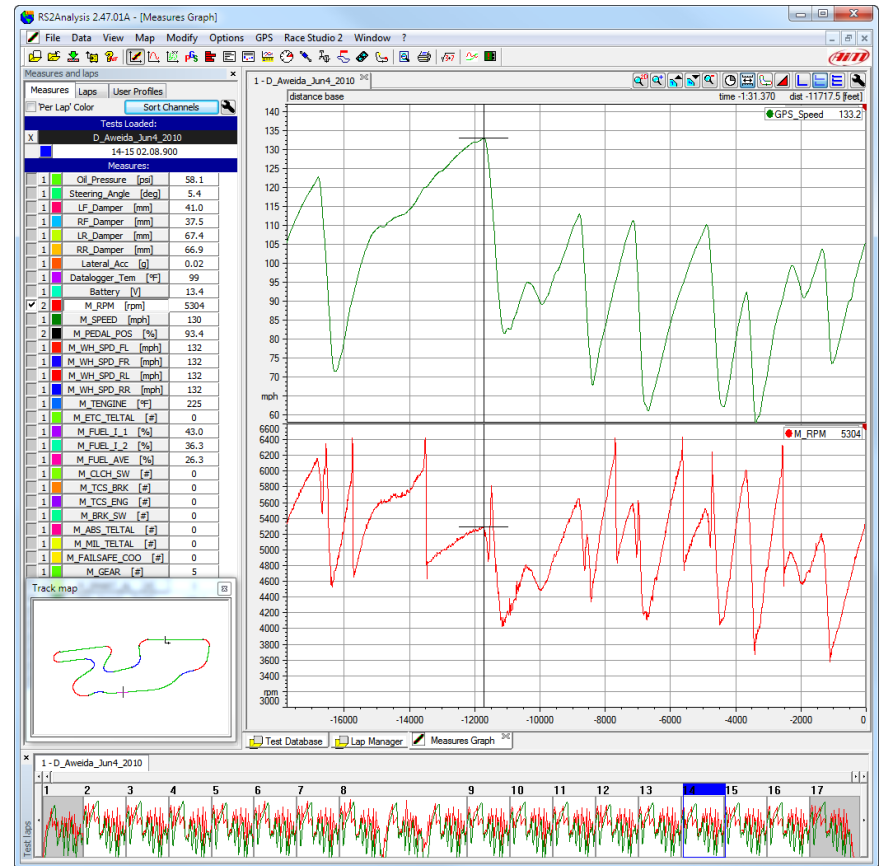 RS2Analysis 2.47.01A - [Measures Graph]
File Data View Map Modify Options GPS Race Studio 2 Window ?
AiM
Measures and laps
Measures Laps User Profiles
'Per Lap' Color Sort Channels
Tests Loaded:
X D_Aweida_Jun4_2010
14-15 02.08.900
Measures:
1 Oil_Pressure [psi] 58.1
1 Steering_Angle [deg] 5.4
1 LF_Damper [mm] 41.0
1 RF_Damper [mm] 37.5
1 LR_Damper [mm] 67.4
1 RR_Damper [mm] 66.9
1 Lateral_Acc [g] 0.02
1 Datalogger_Tem [ºF] 99
1 Battery [V] 13.4
2 M_RPM [rpm] 5304
1 M_SPEED [mph] 130
2 M_PEDAL_POS [%] 93.4
1 M_WH_SPD_FL [mph] 132
1 M_WH_SPD_FR [mph] 132
1 M_WH_SPD_RL [mph] 132
1 M_WH_SPD_RR [mph] 132
1 M_TENGINE [ºF] 225
1 M_ETC_TELTAL [#] 0
1 M_FUEL_I_1 [%] 43.0
1 M_FUEL_I_2 [%] 36.3
1 M_FUEL_AVE [%] 26.3
1 M_CLCH_SW [#] 0
1 M_TCS_BRK [#] 0
1 M_TCS_ENG [#] 0
1 M_BRK_SW [#] 0
1 M_ABS_TELTAL [#] 0
1 M_MIL_TELTAL [#] 0
1 M_FAILSAFE_COO [#] 0
1 M_GEAR [#] 5
Track map
1 - D_Aweida_Jun4_2010
distance base time -1:31.370 dist -11717.5 [feet]
GPS_Speed 133.2
140
135
130
125
120
115
110
105
100
95
90
85
80
75
70
mph
60
M_RPM 5304
6600
6400
6200
6000
5800
5600
5400
5200
5000
4800
4600
4400
4200
4000
3800
3600
3400
rpm
3000
-16000 -14000 -12000 -10000 -8000 -6000 -4000 -2000 0
Test Database Lap Manager Measures Graph
1 - D_Aweida_Jun4_2010
1 2 3 4 5 6 7 8 9 10 11 12 13 14 15 16 17
Test laps